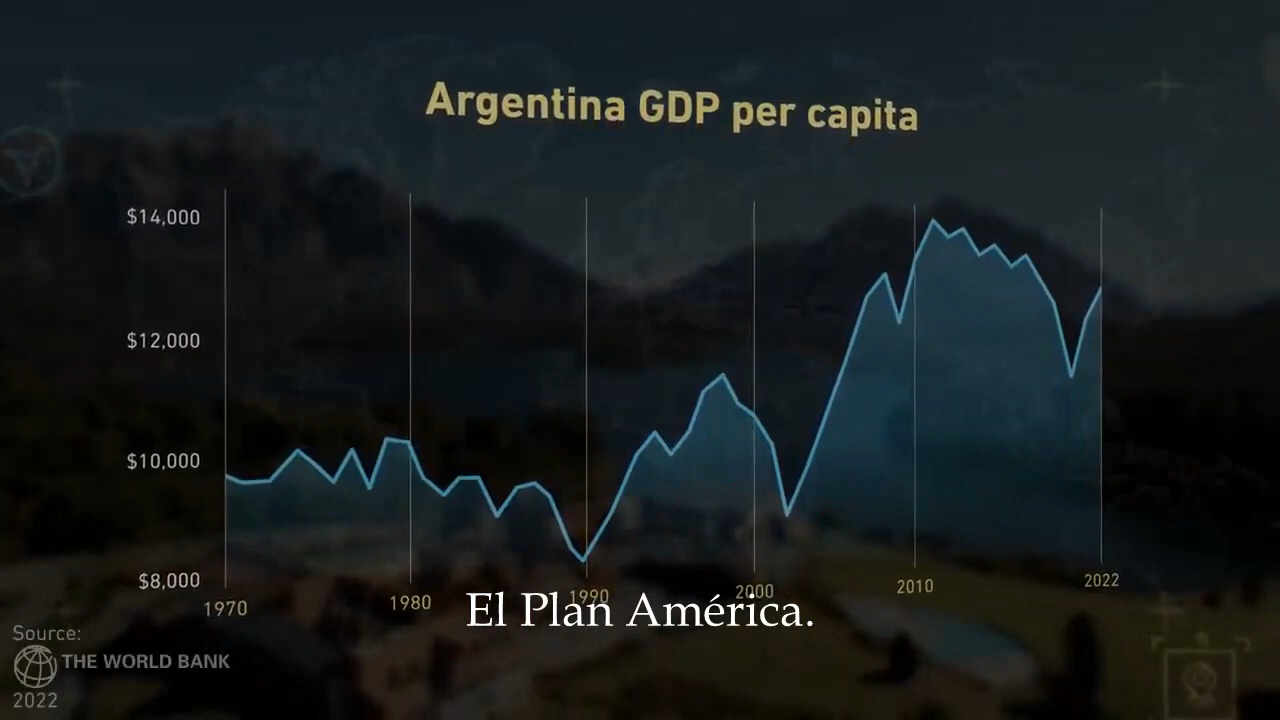 Argentina GDP per capita
$14,000
$12,000
$10,000
$8,000
1970
1980
1990
2000
2010
2022
El Plan América.
Source:
THE WORLD BANK
2022